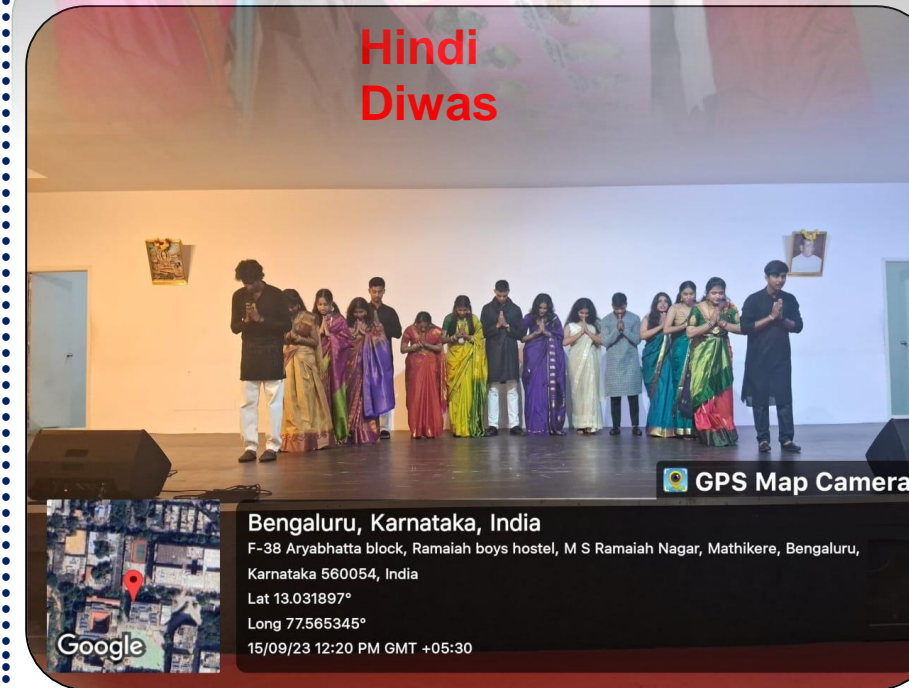 Hindi
Diwas
GPS Map Camera
Bengaluru, Karnataka, India
F-38 Aryabhatta block, Ramaiah boys hostel, M S Ramaiah Nagar, Mathikere, Bengaluru,
Karnataka 560054, India
Lat 13.031897°
Long 77.565345°
15/09/23 12:20 PM GMT +05:30
Google